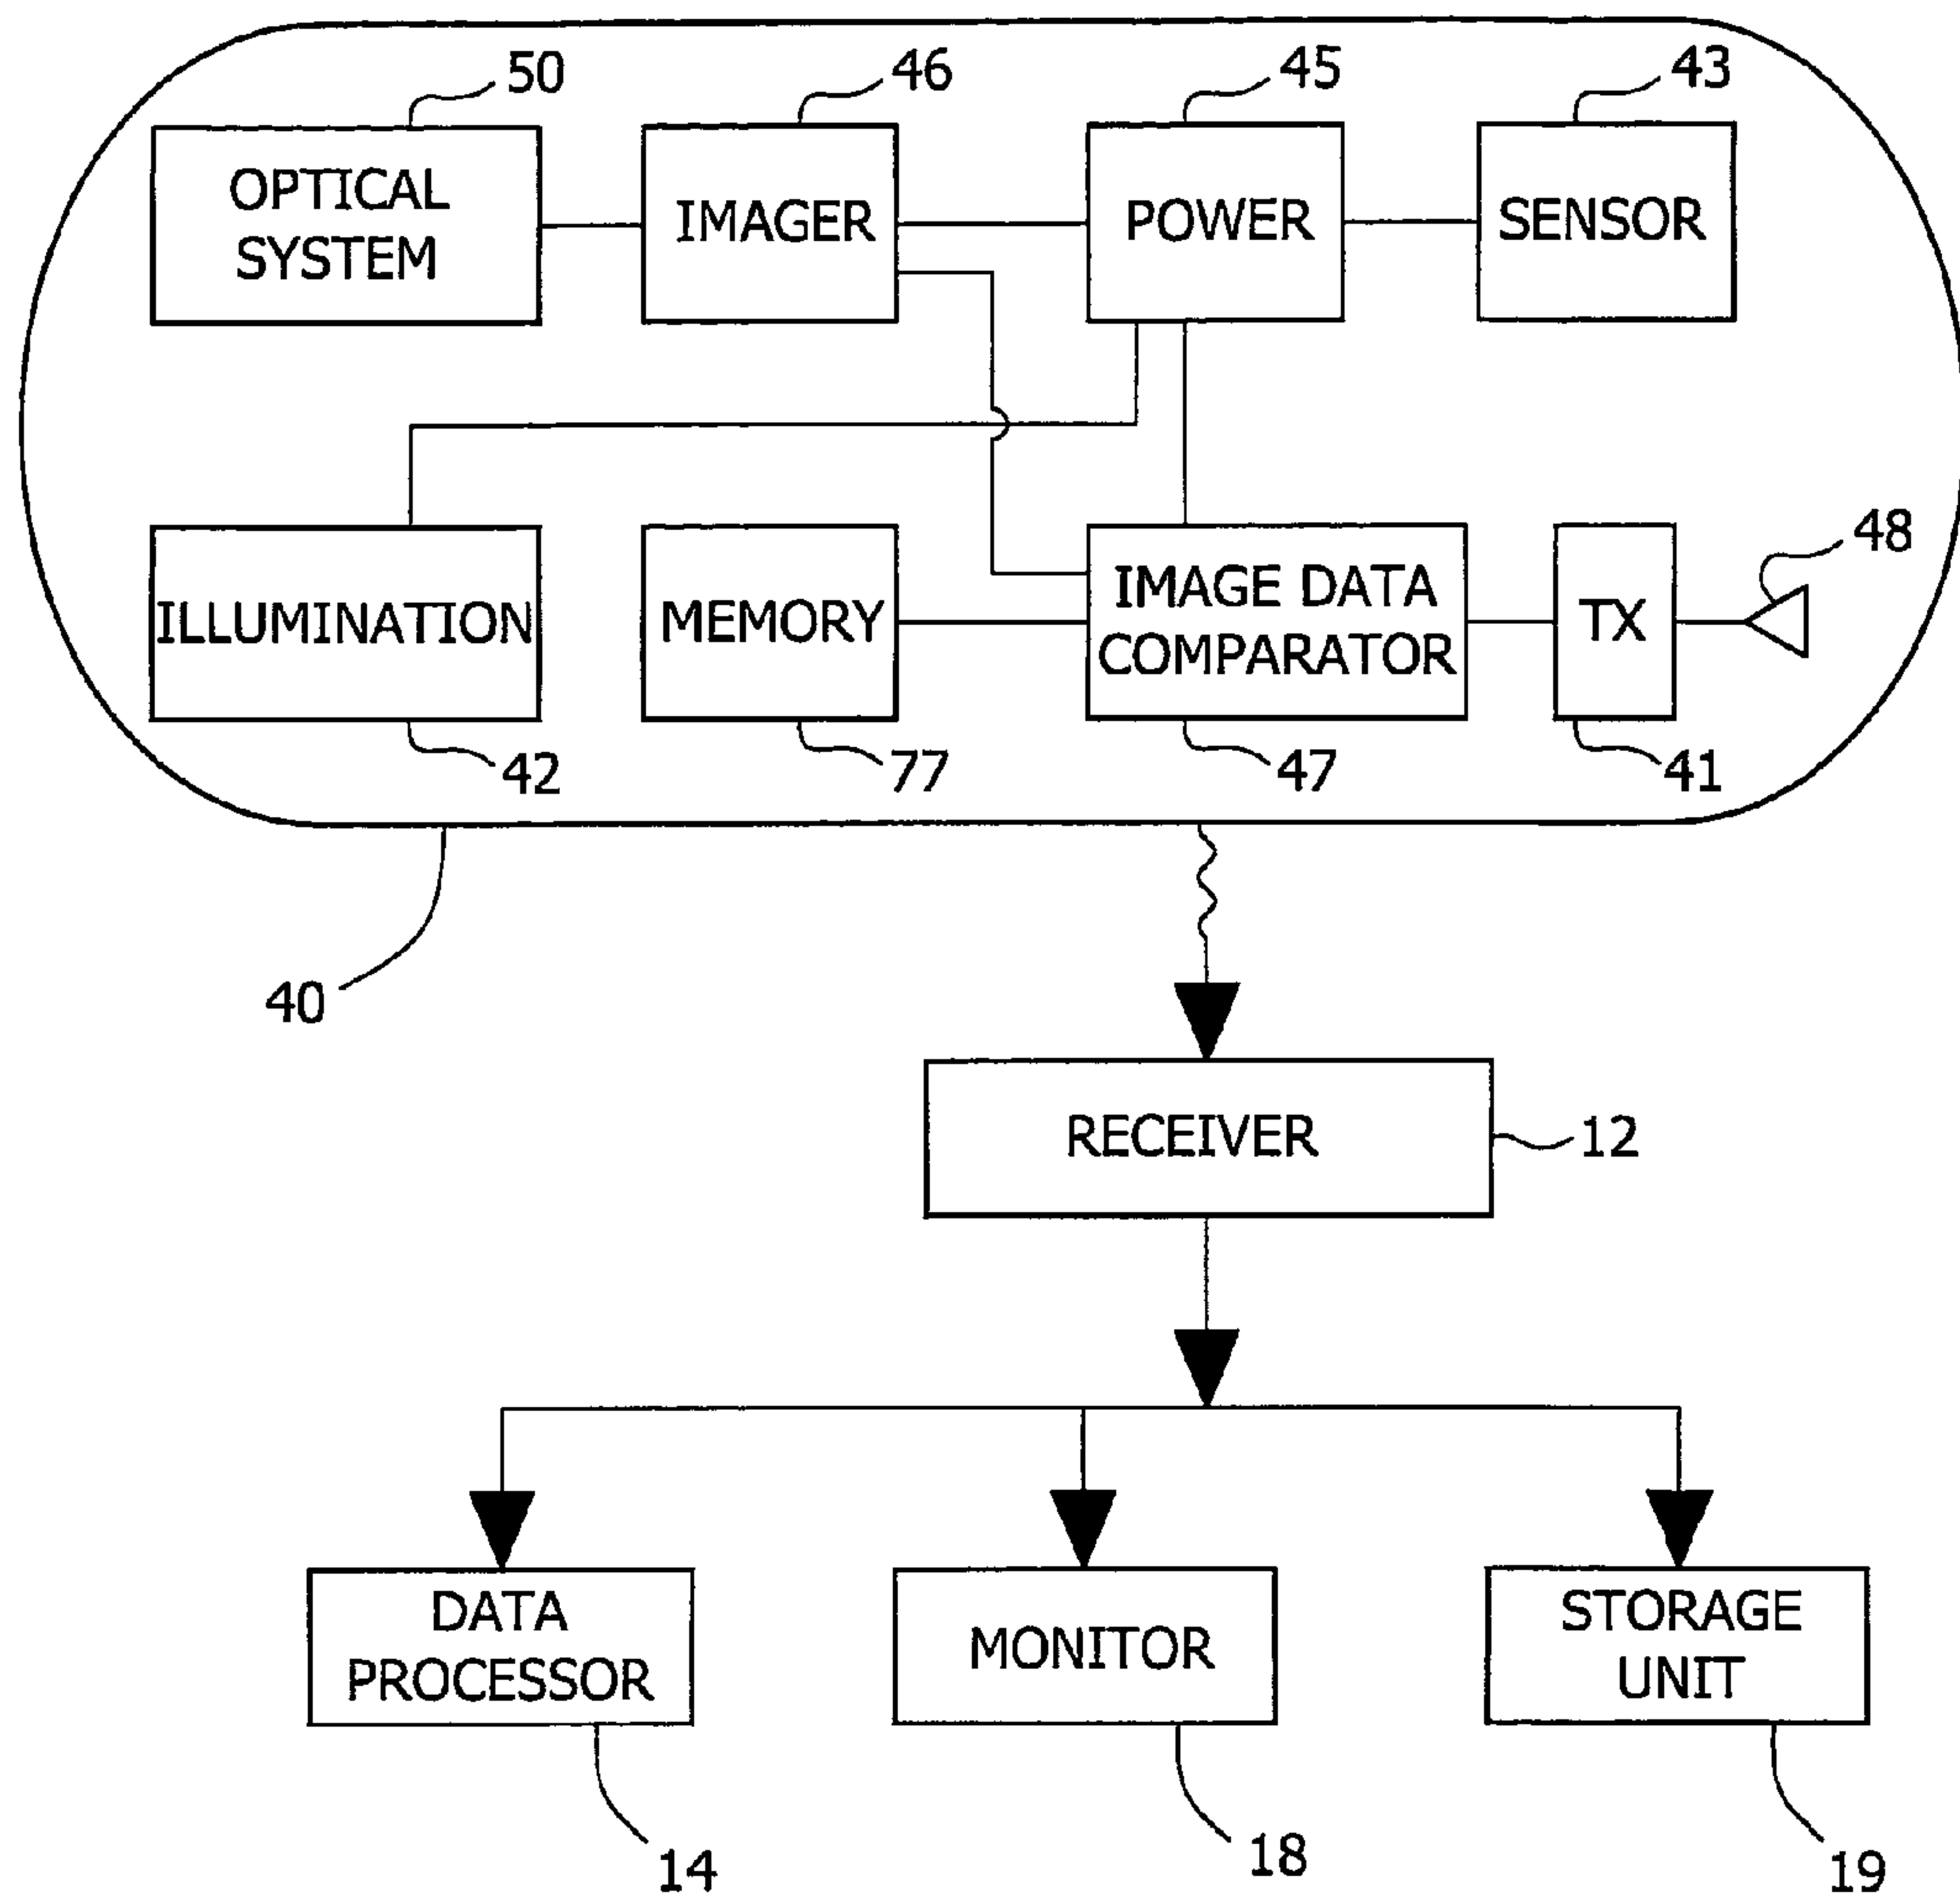 50
46
45
43
OPTICAL
SYSTEM
IMAGER
POWER
SENSOR
48
ILLUMINATION
MEMORY
IMAGE DATA
COMPARATOR
TX
42
77
47
41
40
RECEIVER
12
DATA
PROCESSOR
MONITOR
STORAGE
UNIT
14
18
19